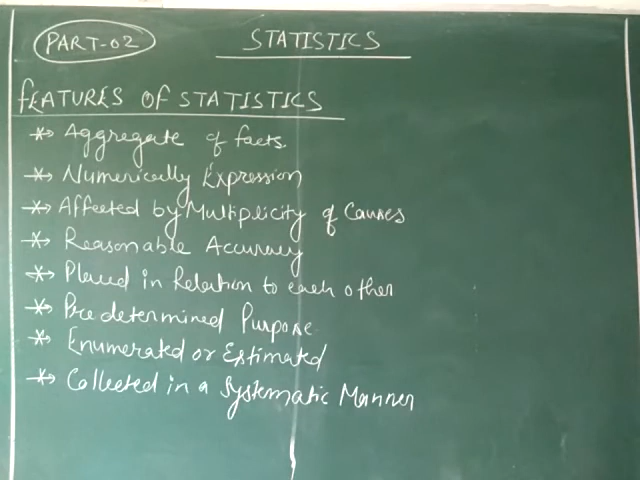 PART-02
STATISTICS
FEATURES OF STATISTICS
* Aggregate of facts.
* Numerically Expression
* Affected by Multiplicity of Causes
* Reasonable Accuracy
* Placed in Relation to each other
* Predetermined Purpose
* Enumerated or Estimated
* Collected in a Systematic Manner